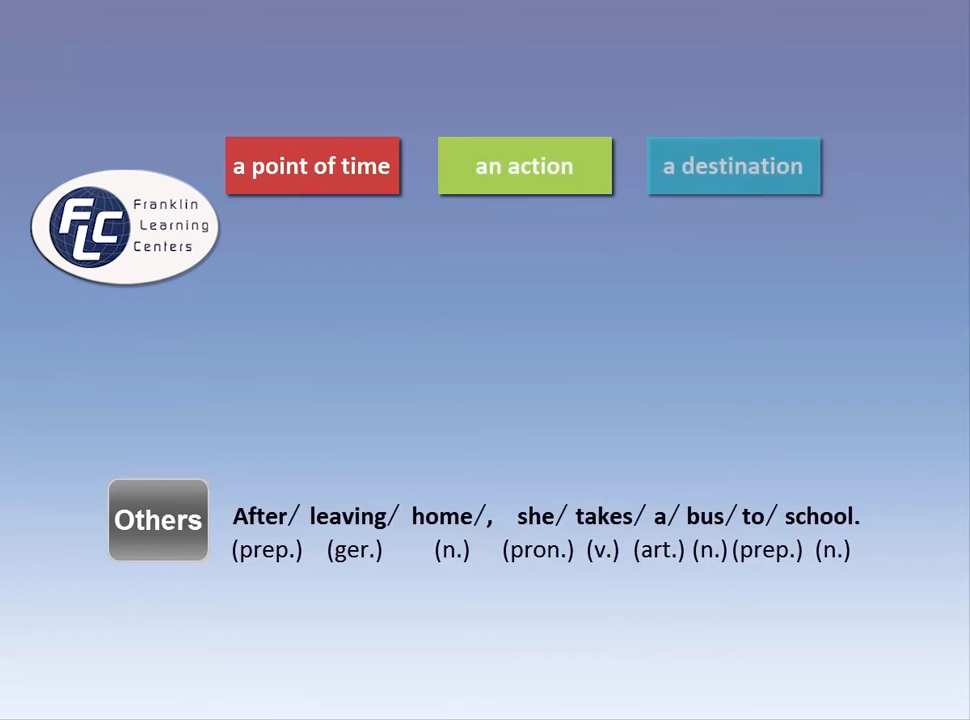 a point of time
an action
a destination
Franklin
Learning
Centers
FLC
Others
After/ leaving/ home/, she/ takes/ a/ bus/ to/ school.
(prep.) (ger.) (n.) (pron.) (v.) (art.) (n.) (prep.) (n.)